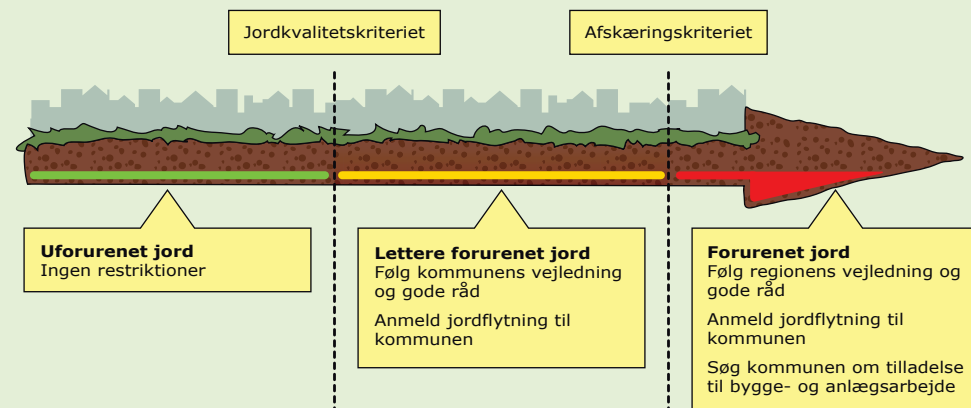 Jordkvalitetskriteriet
Afskæringskriteriet
Uforurenet jord
Ingen restriktioner
Lettere forurenet jord
Følg kommunens vejledning
og gode råd
Anmeld jordflytning til
kommunen
Forurenet jord
Følg regionens vejledning og
gode råd
Anmeld jordflytning til
kommunen
Søg kommunen om tilladelse
til bygge- og anlægsarbejde